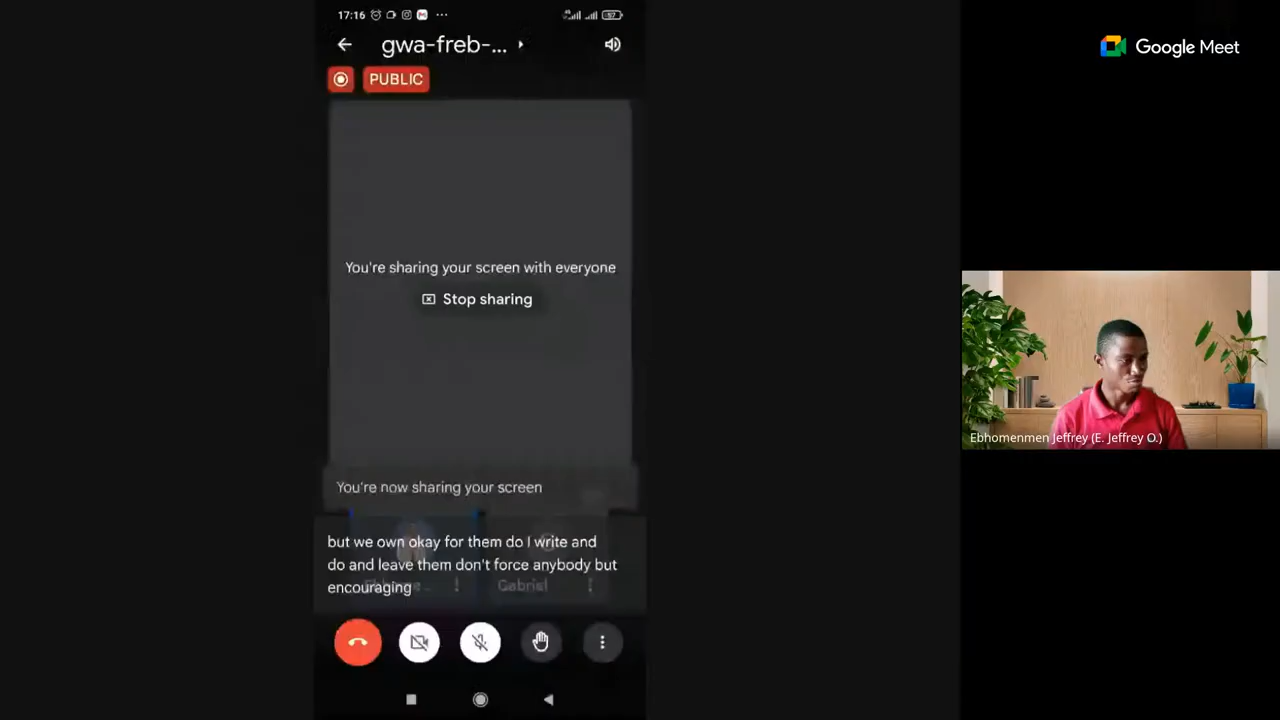 17:16
57
gwa-freb-...
PUBLIC
You're sharing your screen with everyone
Stop sharing
You're now sharing your screen
but we own okay for them do I write and
do and leave them don't force anybody but
encouraging
Gabriel
Google Meet
Ebhomenmen Jeffrey (E. Jeffrey O.)